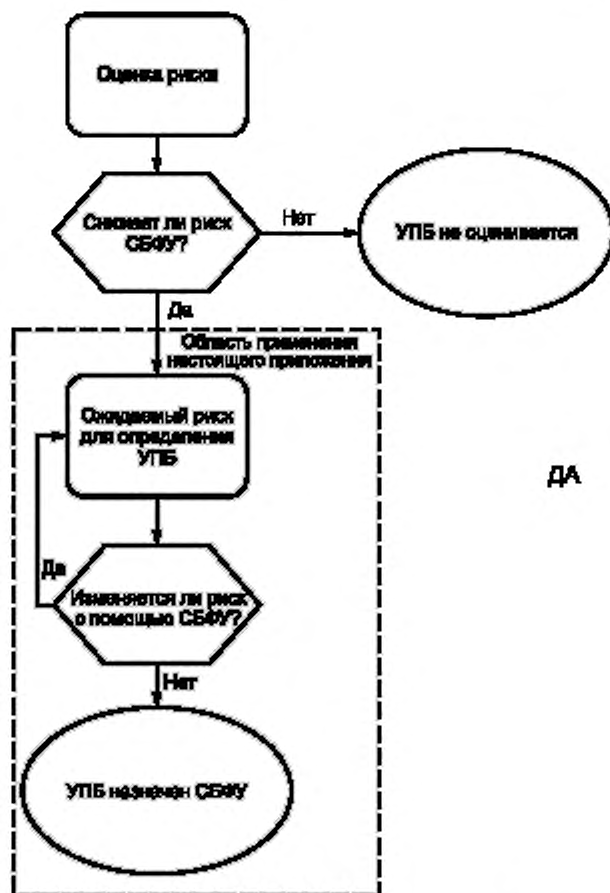 Оценка риска
Снижает ли риск
СБФУ?
Нет
УПБ не оценивается
Да
Область применения
настоящего приложения
Ожидаемый риск
для определения
УПБ
ДА
Да
Изменяется ли риск
с помощью СБФУ?
Нет
УПБ назначен СБФУ